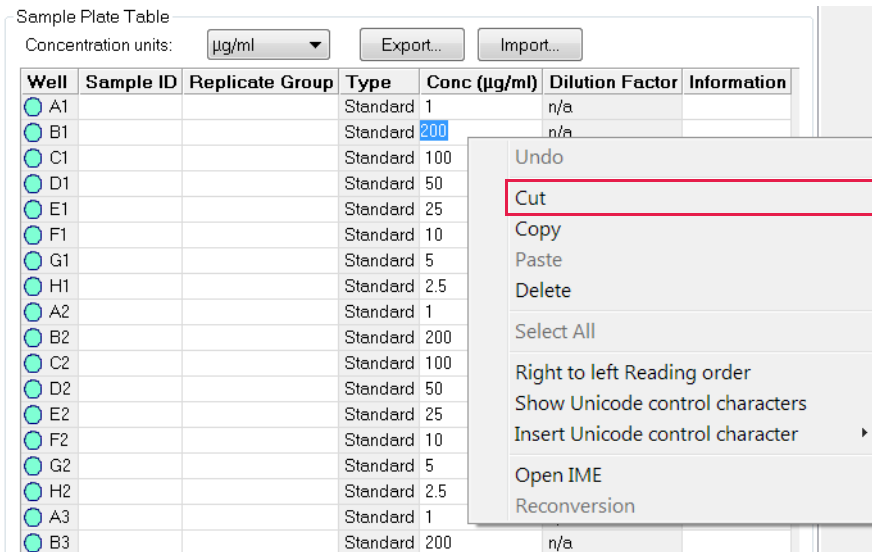 Sample Plate Table
Concentration units: µg/ml Export... Import...
Well Sample ID Replicate Group Type Conc (µg/ml) Dilution Factor Information
A1 Standard 1 n/a
B1 Standard 200 n/a
C1 Standard 100 Undo
D1 Standard 50 Cut
E1 Standard 25
F1 Standard 10 Copy
G1 Standard 5 Paste
H1 Standard 2.5 Delete
A2 Standard 1
B2 Standard 200 Select All
C2 Standard 100 Right to left Reading order
D2 Standard 50 Show Unicode control characters
E2 Standard 25
F2 Standard 10 Insert Unicode control character
G2 Standard 5 Open IME
H2 Standard 2.5 Reconversion
A3 Standard 1
B3 Standard 200 n/a